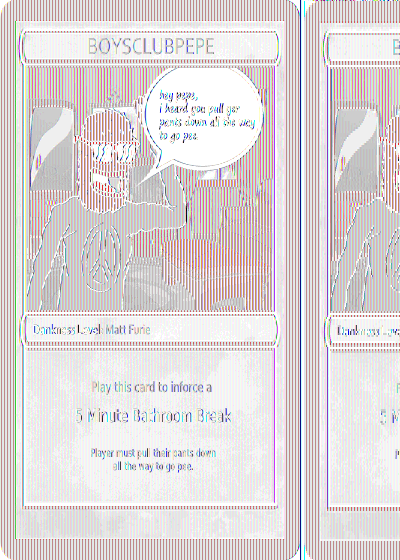 BOYSCLUBPEPE
hey pepe,
i heard you pull yer
pants down all the way
to go pee
Dankness Level: Matt Furie
Play this card to inforce a
5 Minute Bathroom Break
Player must pull their pants down
all the way to go pee.